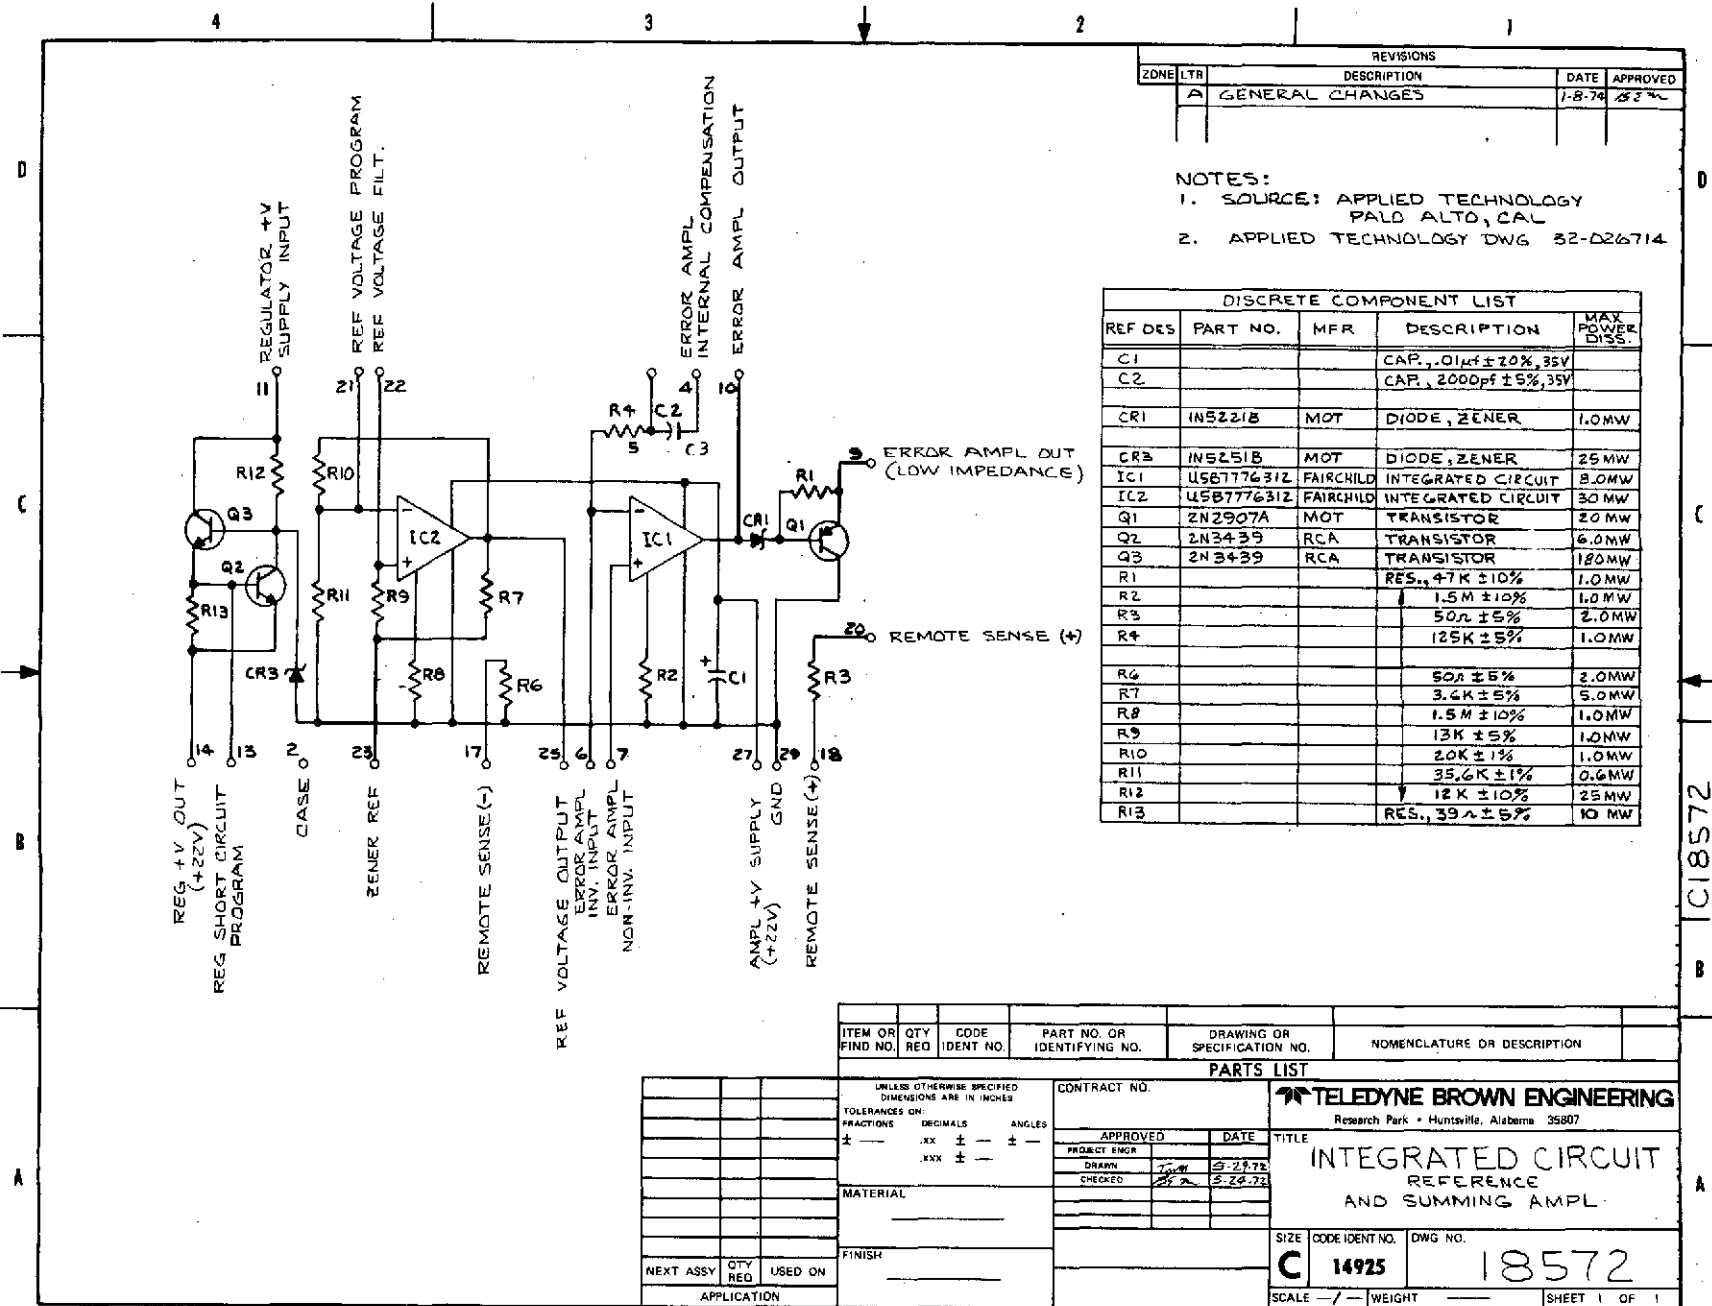 4 3 2 1
REVISIONS
ZONE LTR DESCRIPTION DATE APPROVED
A GENERAL CHANGES 1-8-74
D D
C C
B B
A A
NOTES:
1. SOURCE: APPLIED TECHNOLOGY
PALO ALTO, CAL
2. APPLIED TECHNOLOGY DWG 32-026714
DISCRETE COMPONENT LIST
REF DES PART NO. MFR DESCRIPTION MAX POWER DISS.
C1 CAP., .01µf ±20%, 35V
C2 CAP., 2000pf ±5%, 35V
CR1 1N5221B MOT DIODE, ZENER 1.0MW
CR3 1N5251B MOT DIODE, ZENER 25 MW
IC1 U5B7776312 FAIRCHILD INTEGRATED CIRCUIT 8.0MW
IC2 U5B7776312 FAIRCHILD INTEGRATED CIRCUIT 30 MW
Q1 2N2907A MOT TRANSISTOR 20 MW
Q2 2N3439 RCA TRANSISTOR 6.0MW
Q3 2N3439 RCA TRANSISTOR 180MW
R1 RES., 47K ±10% 1.0MW
R2 1.5M ±10% 1.0MW
R3 50Ω ±5% 2.0MW
R4 125K ±5% 1.0MW
R6 50Ω ±5% 2.0MW
R7 3.6K ±5% 5.0MW
R8 1.5M ±10% 1.0MW
R9 13K ±5% 1.0MW
R10 20K ±1% 1.0MW
R11 35.6K ±1% 0.6MW
R12 12K ±10% 25MW
R13 RES., 39Ω ±5% 10 MW
REGULATOR +V
SUPPLY INPUT
11
REF VOLTAGE PROGRAM
21
REF VOLTAGE FILT.
22
ERROR AMPL
INTERNAL COMPENSATION
4
ERROR AMPL OUTPUT
10
R4 C2
5 C3
R12
R10
Q3
Q2
R13
R11
CR3
IC2
- +
R9
R7
R8
R6
IC1
- +
R2
+
C1
CR1
R1
Q1
R3
9 ERROR AMPL OUT
(LOW IMPEDANCE)
20 REMOTE SENSE (+)
14 13 2 23 17 25 6 7 27 29 18
REG +V OUT
(+22V)
REG SHORT CIRCUIT
PROGRAM
CASE
ZENER REF
REMOTE SENSE(-)
REF VOLTAGE OUTPUT
ERROR AMPL
INV. INPUT
ERROR AMPL
NON-INV. INPUT
AMPL +V SUPPLY
(+22V)
GND
REMOTE SENSE(+)
IC18572
ITEM OR FIND NO. QTY REQ CODE IDENT NO. PART NO. OR IDENTIFYING NO. DRAWING OR SPECIFICATION NO. NOMENCLATURE OR DESCRIPTION
PARTS LIST
UNLESS OTHERWISE SPECIFIED
DIMENSIONS ARE IN INCHES
TOLERANCES ON:
FRACTIONS DECIMALS ANGLES
± — .XX ± — ± —
.XXX ± —
MATERIAL
FINISH
CONTRACT NO.
APPROVED DATE
PROJECT ENGR
DRAWN 5-29-72
CHECKED 5-24-72
TELEDYNE BROWN ENGINEERING
Research Park • Huntsville, Alabama 35807
TITLE
INTEGRATED CIRCUIT
REFERENCE
AND SUMMING AMPL
SIZE CODE IDENT NO. DWG NO.
C 14925 18572
SCALE —/— WEIGHT —— SHEET 1 OF 1
NEXT ASSY QTY REQ USED ON
APPLICATION